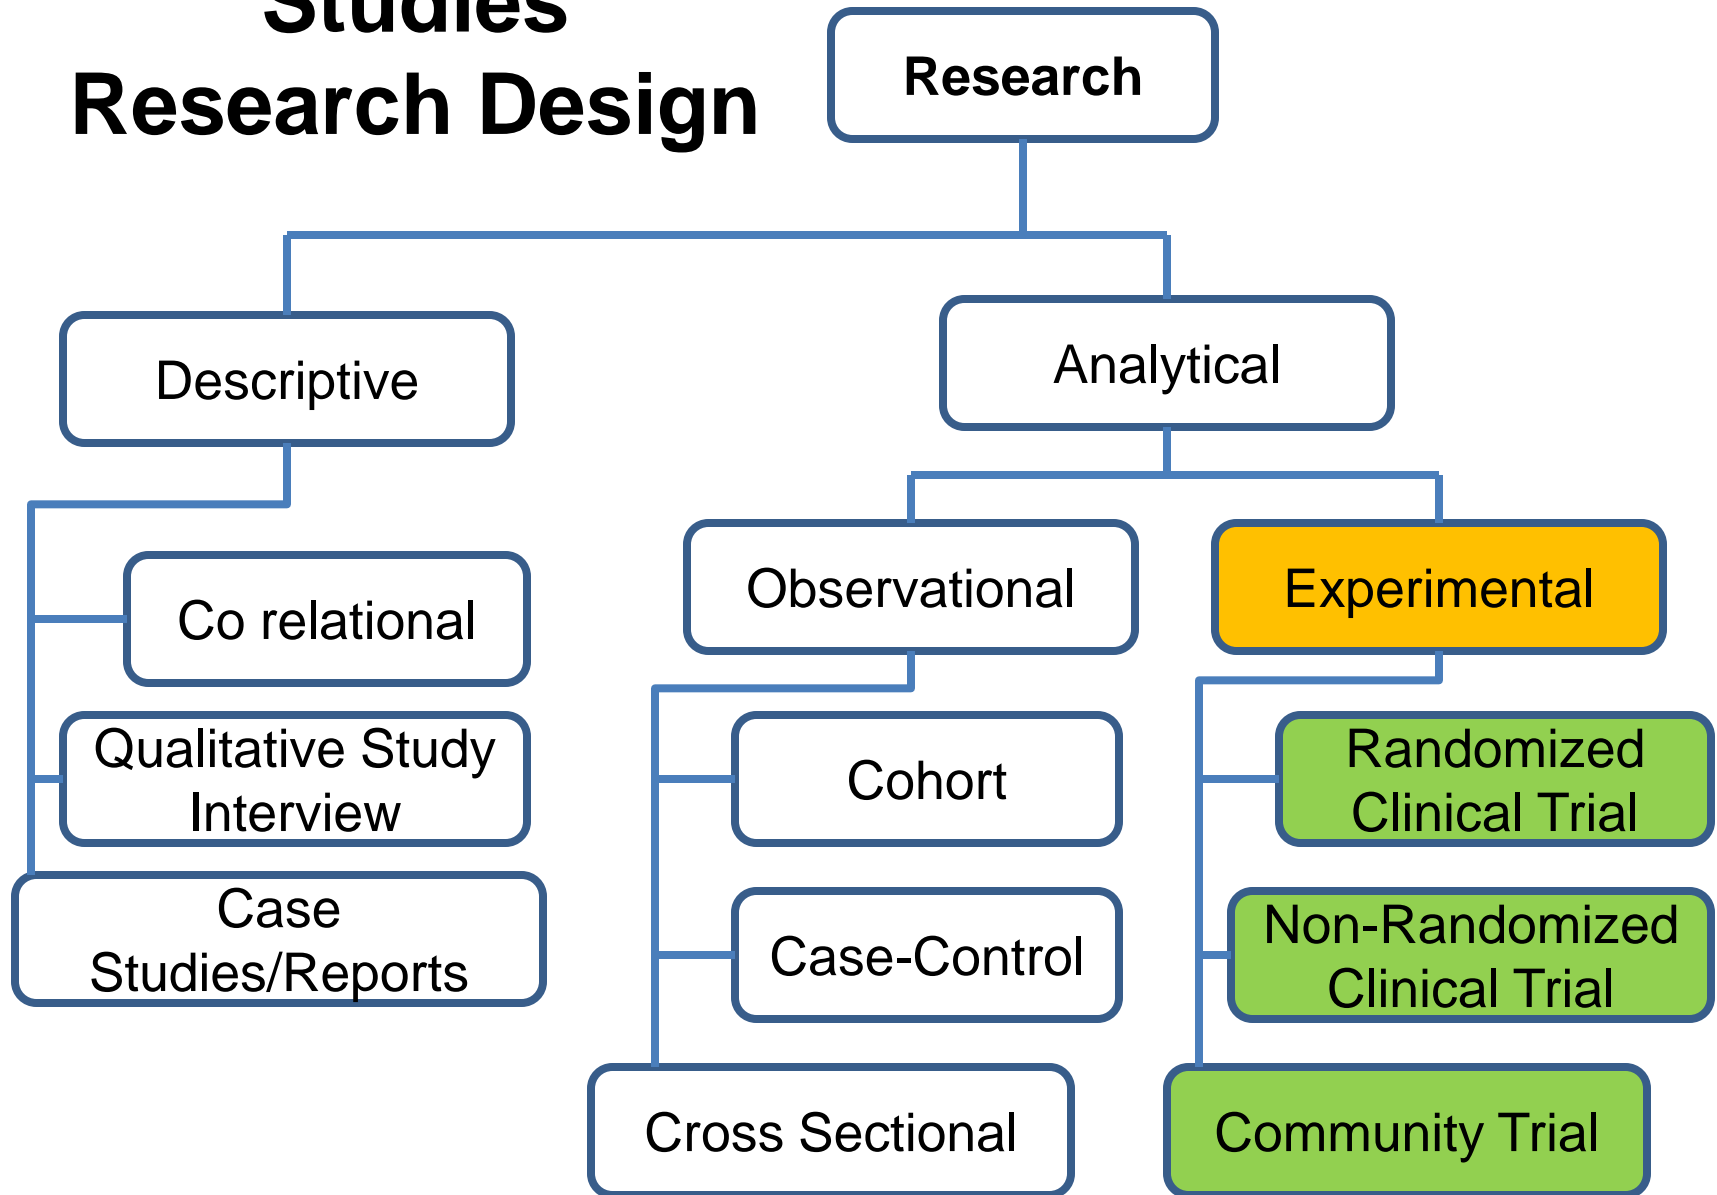 Studies
Research Design
Research
Descriptive
Analytical
Co relational
Qualitative Study
Interview
Case
Studies/Reports
Observational
Experimental
Cohort
Case-Control
Cross Sectional
Randomized
Clinical Trial
Non-Randomized
Clinical Trial
Community Trial